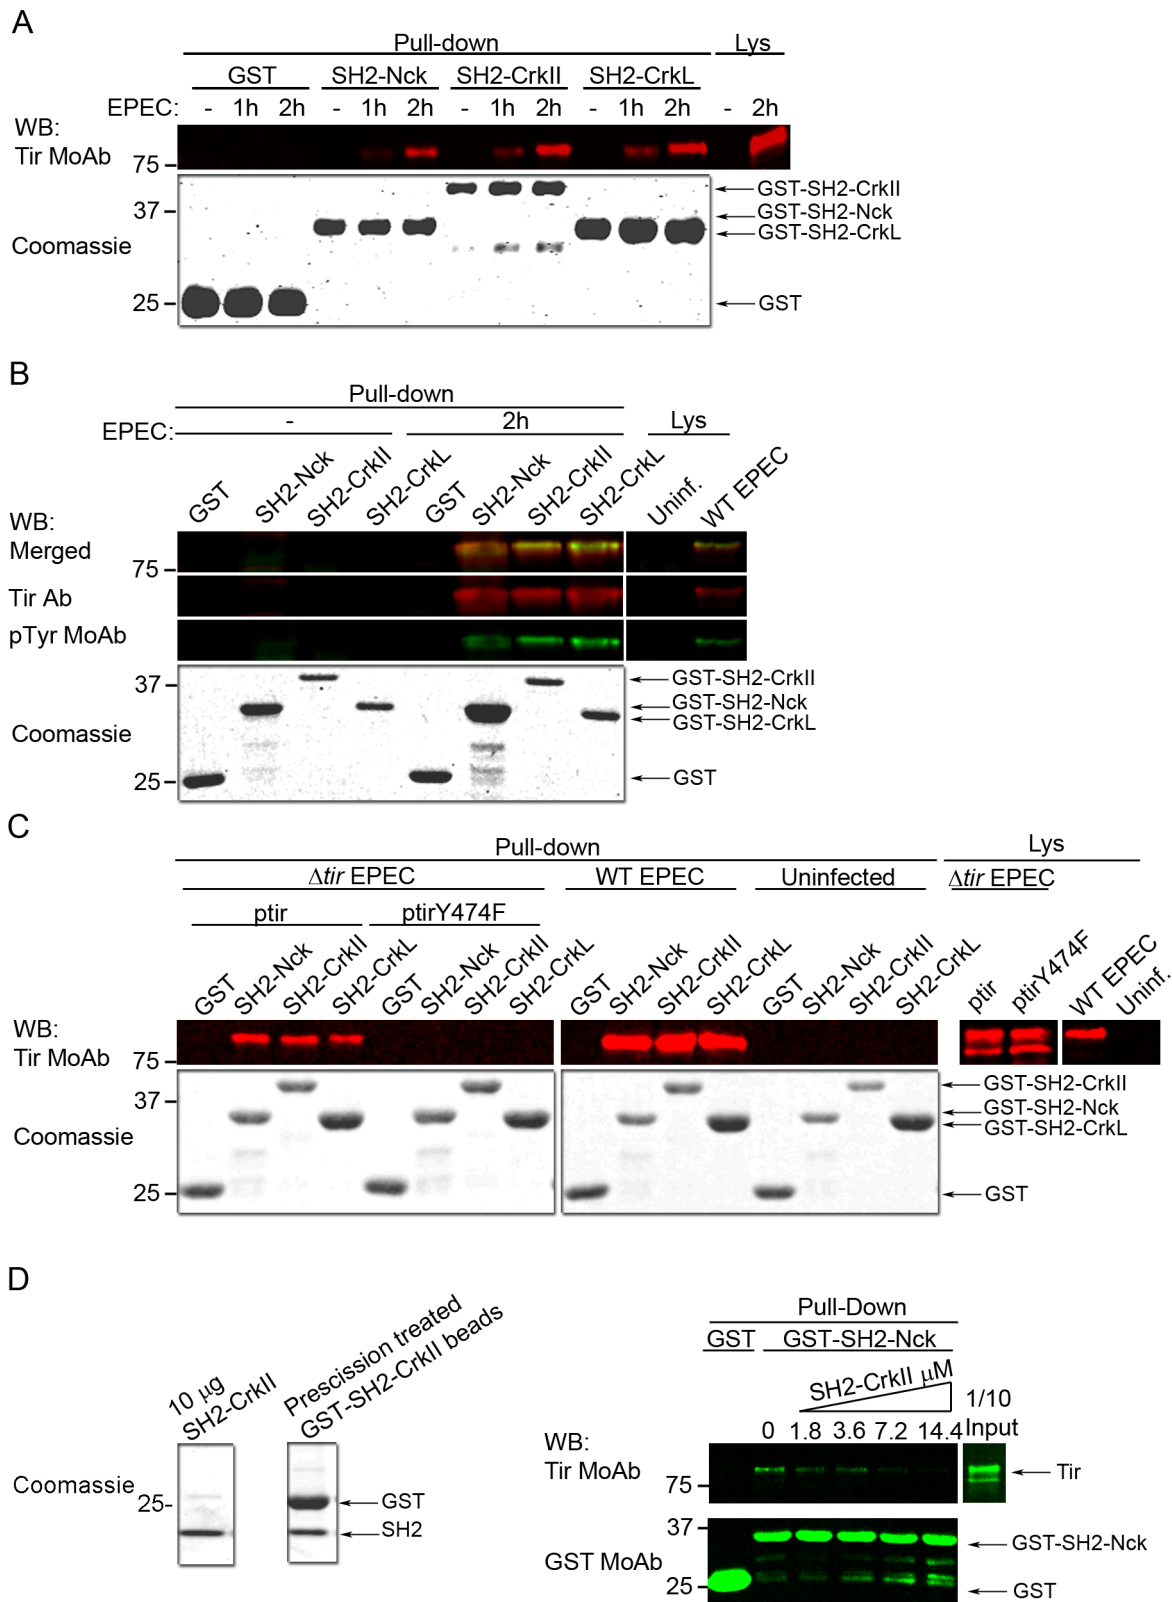 A
Pull-down Lys
GST SH2-Nck SH2-CrkII SH2-CrkL
EPEC: - 1h 2h - 1h 2h - 1h 2h - 1h 2h - 2h
WB:
Tir MoAb
75
GST-SH2-CrkII
37
GST-SH2-Nck
GST-SH2-CrkL
Coomassie
25
GST
B
Pull-down
EPEC: - 2h Lys
GST SH2-Nck SH2-CrkII SH2-CrkL GST SH2-Nck SH2-CrkII SH2-CrkL Uninf. WT EPEC
WB:
Merged
75
Tir Ab
pTyr MoAb
GST-SH2-CrkII
37
GST-SH2-Nck
GST-SH2-CrkL
Coomassie
25
GST
C
Pull-down Lys
Δtir EPEC WT EPEC Uninfected Δtir EPEC
ptir ptirY474F
GST SH2-Nck SH2-CrkII SH2-CrkL GST SH2-Nck SH2-CrkII SH2-CrkL GST SH2-Nck SH2-CrkII SH2-CrkL GST SH2-Nck SH2-CrkII SH2-CrkL ptir ptirY474F WT EPEC Uninf.
WB:
Tir MoAb
75
GST-SH2-CrkII
37
GST-SH2-Nck
GST-SH2-CrkL
Coomassie
25
GST
D
10 µg
SH2-CrkII
Prescission treated
GST-SH2-CrkII beads
Coomassie
25-
GST
SH2
Pull-Down
GST GST-SH2-Nck
SH2-CrkII µM
1/10
0 1.8 3.6 7.2 14.4 Input
WB:
Tir MoAb
Tir
75
37
GST-SH2-Nck
GST MoAb
25
GST